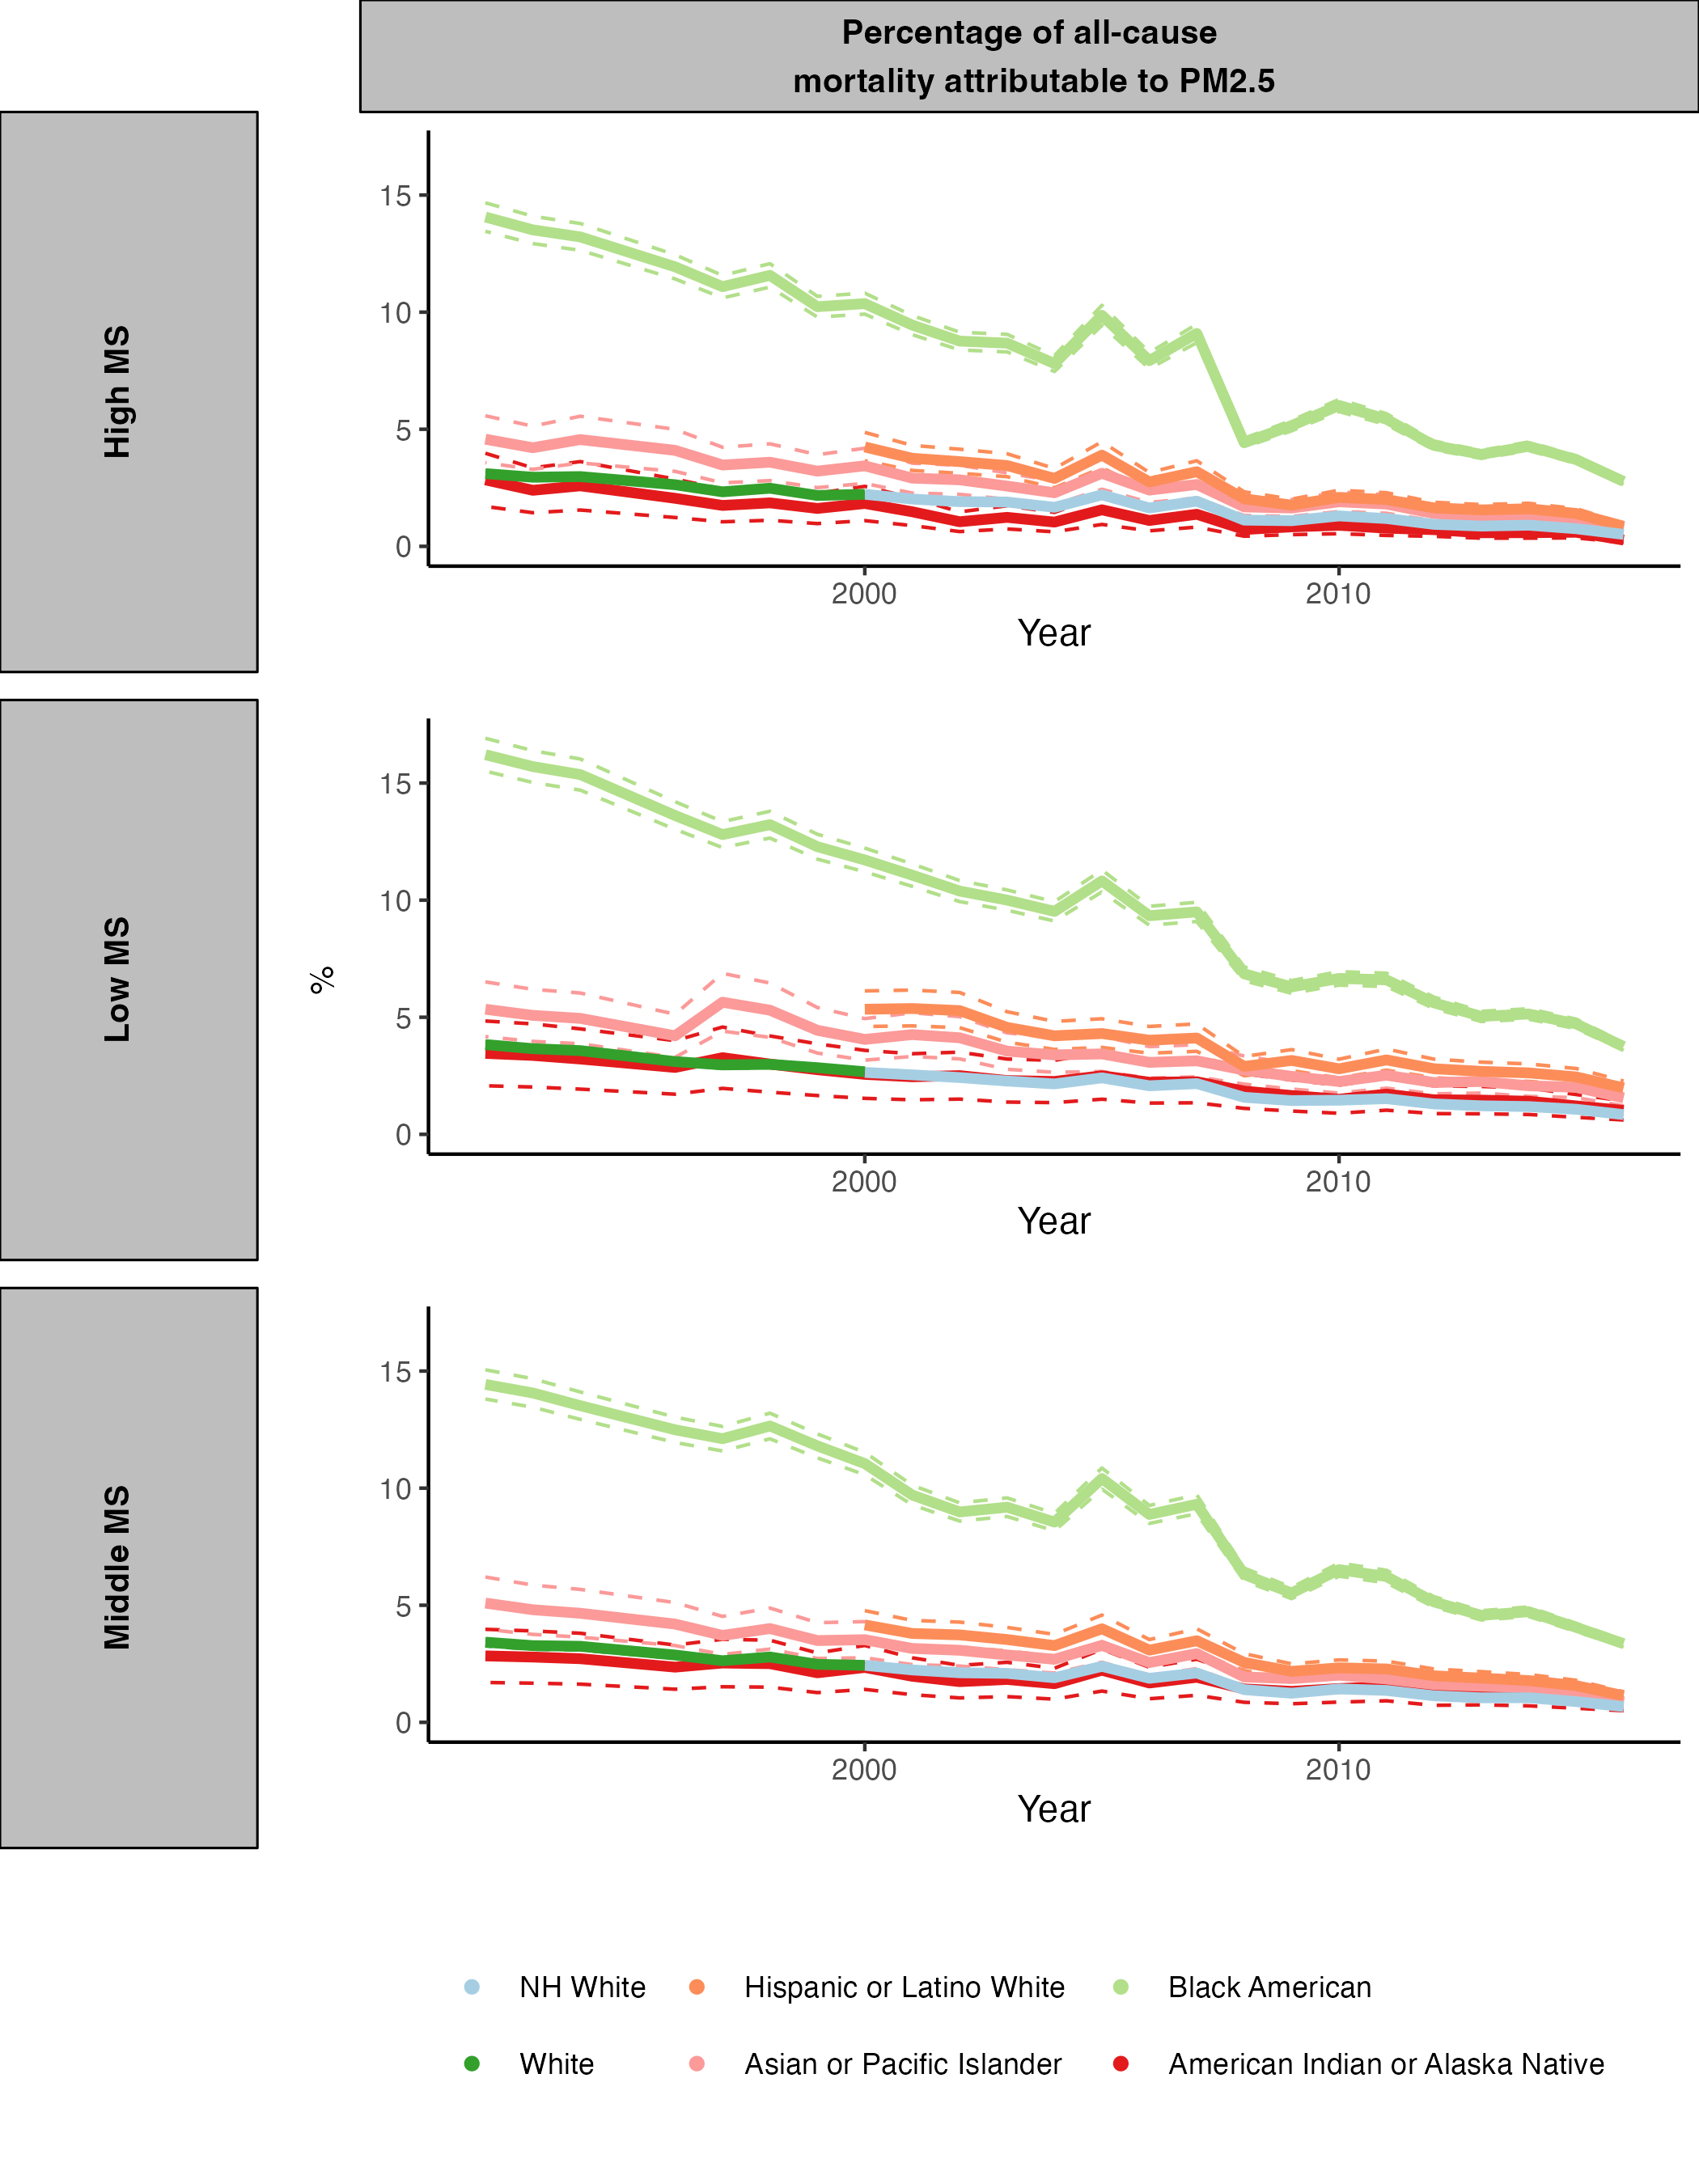 Percentage of all-cause
mortality attributable to PM2.5
High MS
15
10
5
0
2000
2010
Year
Low MS
%
15
10
5
0
2000
2010
Year
Middle MS
15
10
5
0
2000
2010
Year
NH White
Hispanic or Latino White
Black American
White
Asian or Pacific Islander
American Indian or Alaska Native